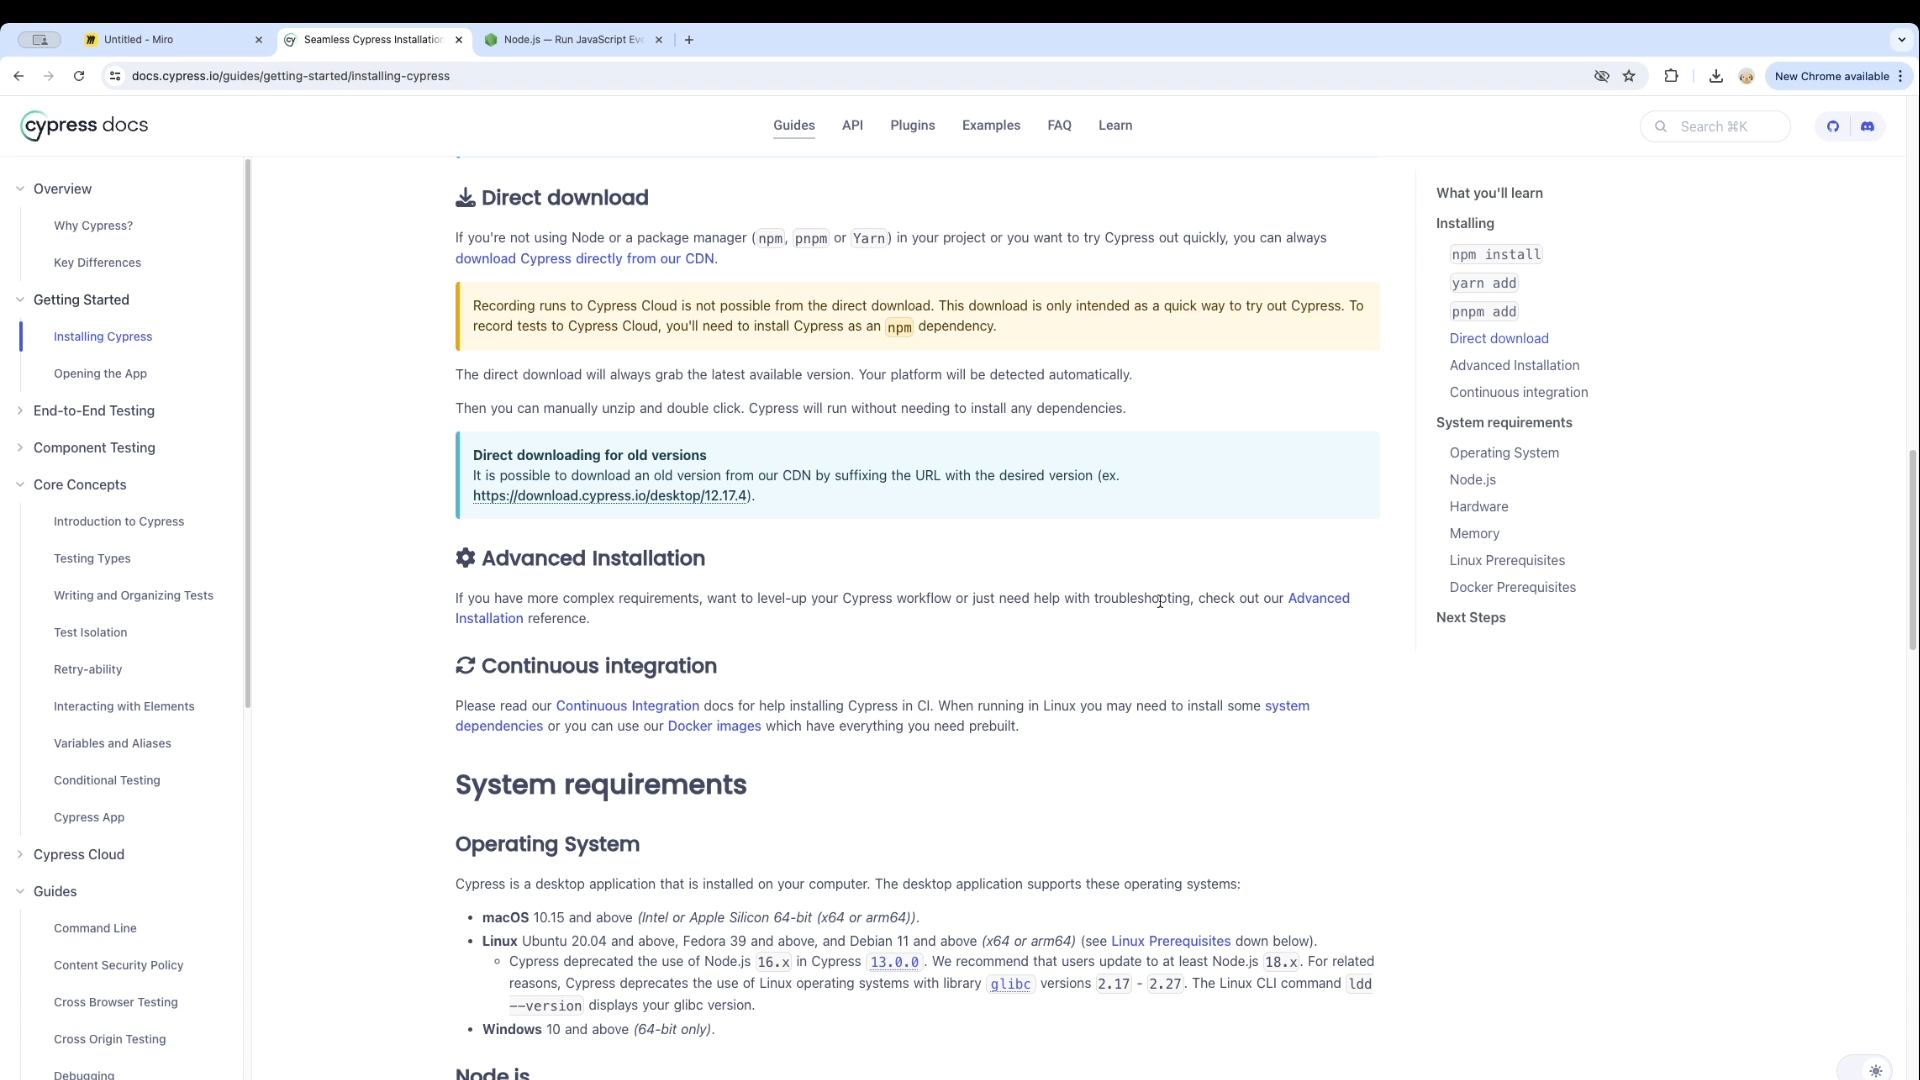 Untitled - Miro
Seamless Cypress Installation
Node.js — Run JavaScript Eve
docs.cypress.io/guides/getting-started/installing-cypress
New Chrome available
cypress docs
Guides
API
Plugins
Examples
FAQ
Learn
Search ⌘K
Overview
Why Cypress?
Key Differences
Getting Started
Installing Cypress
Opening the App
End-to-End Testing
Component Testing
Core Concepts
Introduction to Cypress
Testing Types
Writing and Organizing Tests
Test Isolation
Retry-ability
Interacting with Elements
Variables and Aliases
Conditional Testing
Cypress App
Cypress Cloud
Guides
Command Line
Content Security Policy
Cross Browser Testing
Cross Origin Testing
Debugging
Direct download
If you're not using Node or a package manager (npm, pnpm or Yarn) in your project or you want to try Cypress out quickly, you can always
download Cypress directly from our CDN.
Recording runs to Cypress Cloud is not possible from the direct download. This download is only intended as a quick way to try out Cypress. To
record tests to Cypress Cloud, you'll need to install Cypress as an npm dependency.
The direct download will always grab the latest available version. Your platform will be detected automatically.
Then you can manually unzip and double click. Cypress will run without needing to install any dependencies.
Direct downloading for old versions
It is possible to download an old version from our CDN by suffixing the URL with the desired version (ex.
https://download.cypress.io/desktop/12.17.4).
Advanced Installation
If you have more complex requirements, want to level-up your Cypress workflow or just need help with troubleshooting, check out our Advanced
Installation reference.
Continuous integration
Please read our Continuous Integration docs for help installing Cypress in CI. When running in Linux you may need to install some system
dependencies or you can use our Docker images which have everything you need prebuilt.
System requirements
Operating System
Cypress is a desktop application that is installed on your computer. The desktop application supports these operating systems:
• macOS 10.15 and above (Intel or Apple Silicon 64-bit (x64 or arm64)).
• Linux Ubuntu 20.04 and above, Fedora 39 and above, and Debian 11 and above (x64 or arm64) (see Linux Prerequisites down below).
◦ Cypress deprecated the use of Node.js 16.x in Cypress 13.0.0. We recommend that users update to at least Node.js 18.x. For related
reasons, Cypress deprecates the use of Linux operating systems with library glibc versions 2.17 - 2.27. The Linux CLI command ldd
--version displays your glibc version.
• Windows 10 and above (64-bit only).
Node.js
What you'll learn
Installing
npm install
yarn add
pnpm add
Direct download
Advanced Installation
Continuous integration
System requirements
Operating System
Node.js
Hardware
Memory
Linux Prerequisites
Docker Prerequisites
Next Steps